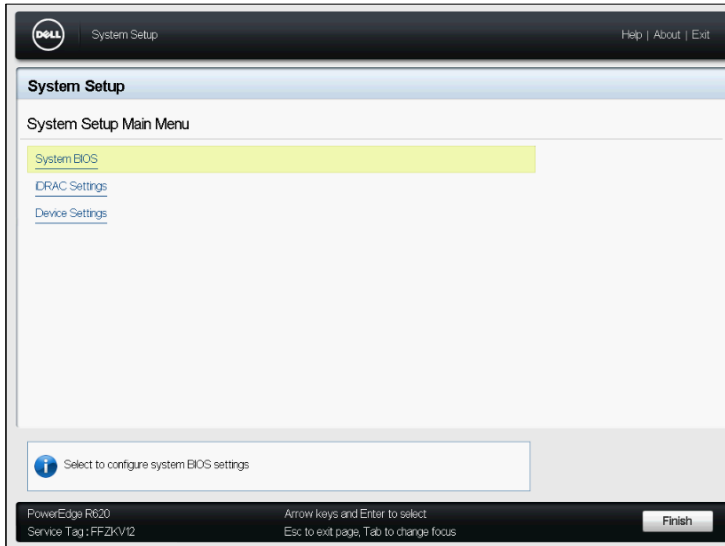 DELL
System Setup
Help | About | Exit
System Setup
System Setup Main Menu
System BIOS
iDRAC Settings
Device Settings
Select to configure system BIOS settings
PowerEdge R620
Arrow keys and Enter to select
Service Tag : FFZKV12
Esc to exit page, Tab to change focus
Finish